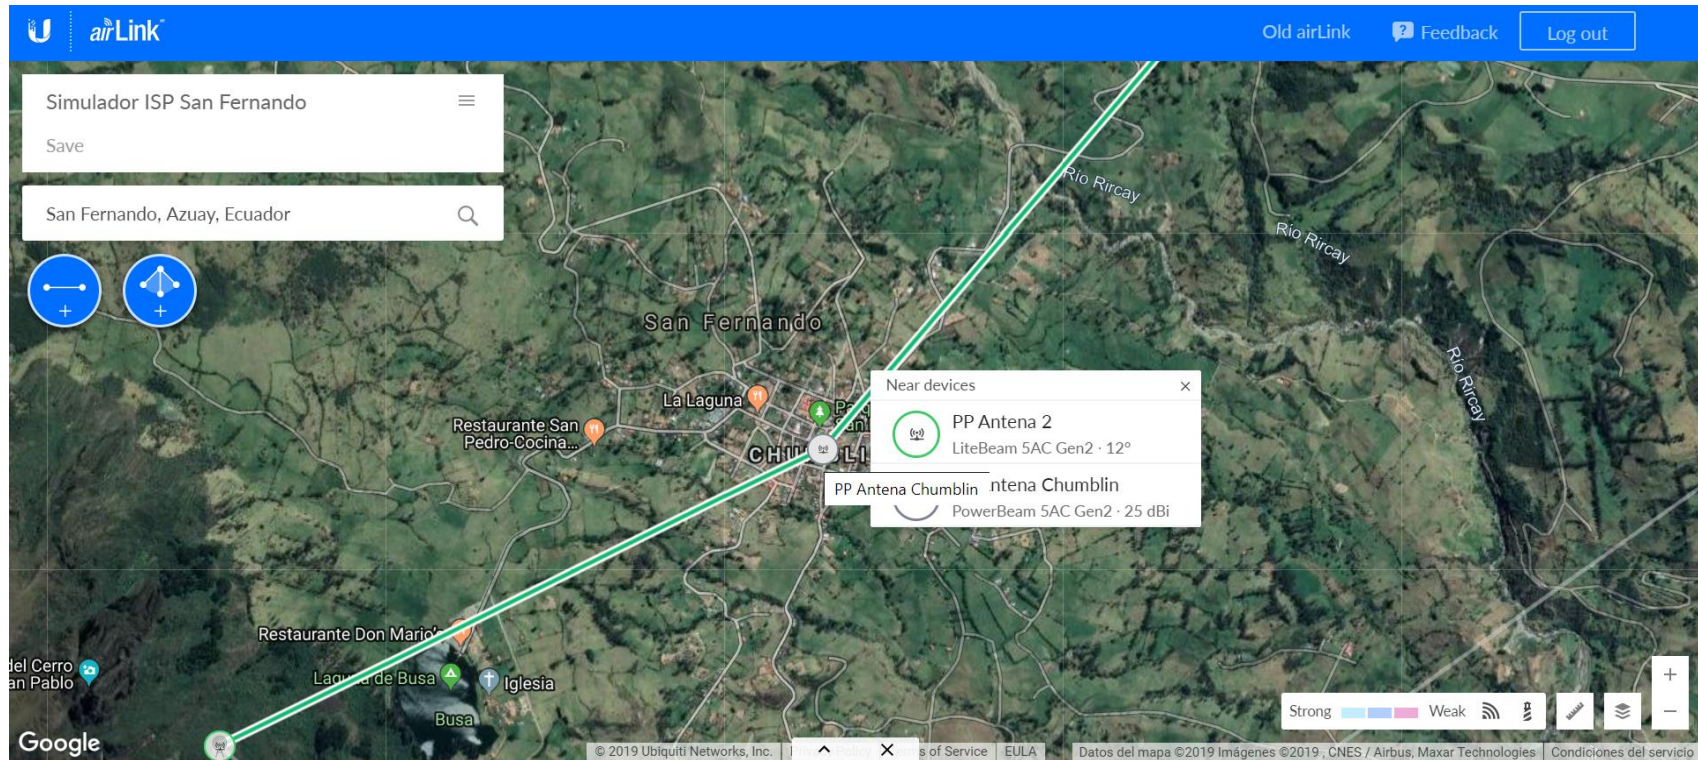 airLink
Old airLink
Feedback
Log out
Simulador ISP San Fernando
Save
San Fernando, Azuay, Ecuador
Río Rircay
Río Rircay
Río Rircay
San Fernando
La Laguna
Restaurante San
Pedro-Cocina...
Near devices
PP Antena 2
LiteBeam 5AC Gen2 · 12°
PP Antena Chumblin
ntena Chumblin
PowerBeam 5AC Gen2 · 25 dBi
Restaurante Don Mario's
del Cerro
an Pablo
Laguna de Busa
Iglesia
Busa
Strong
Weak
Google
© 2019 Ubiquiti Networks, Inc.
s of Service
EULA
Datos del mapa ©2019 Imágenes ©2019 , CNES / Airbus, Maxar Technologies
Condiciones del servicio